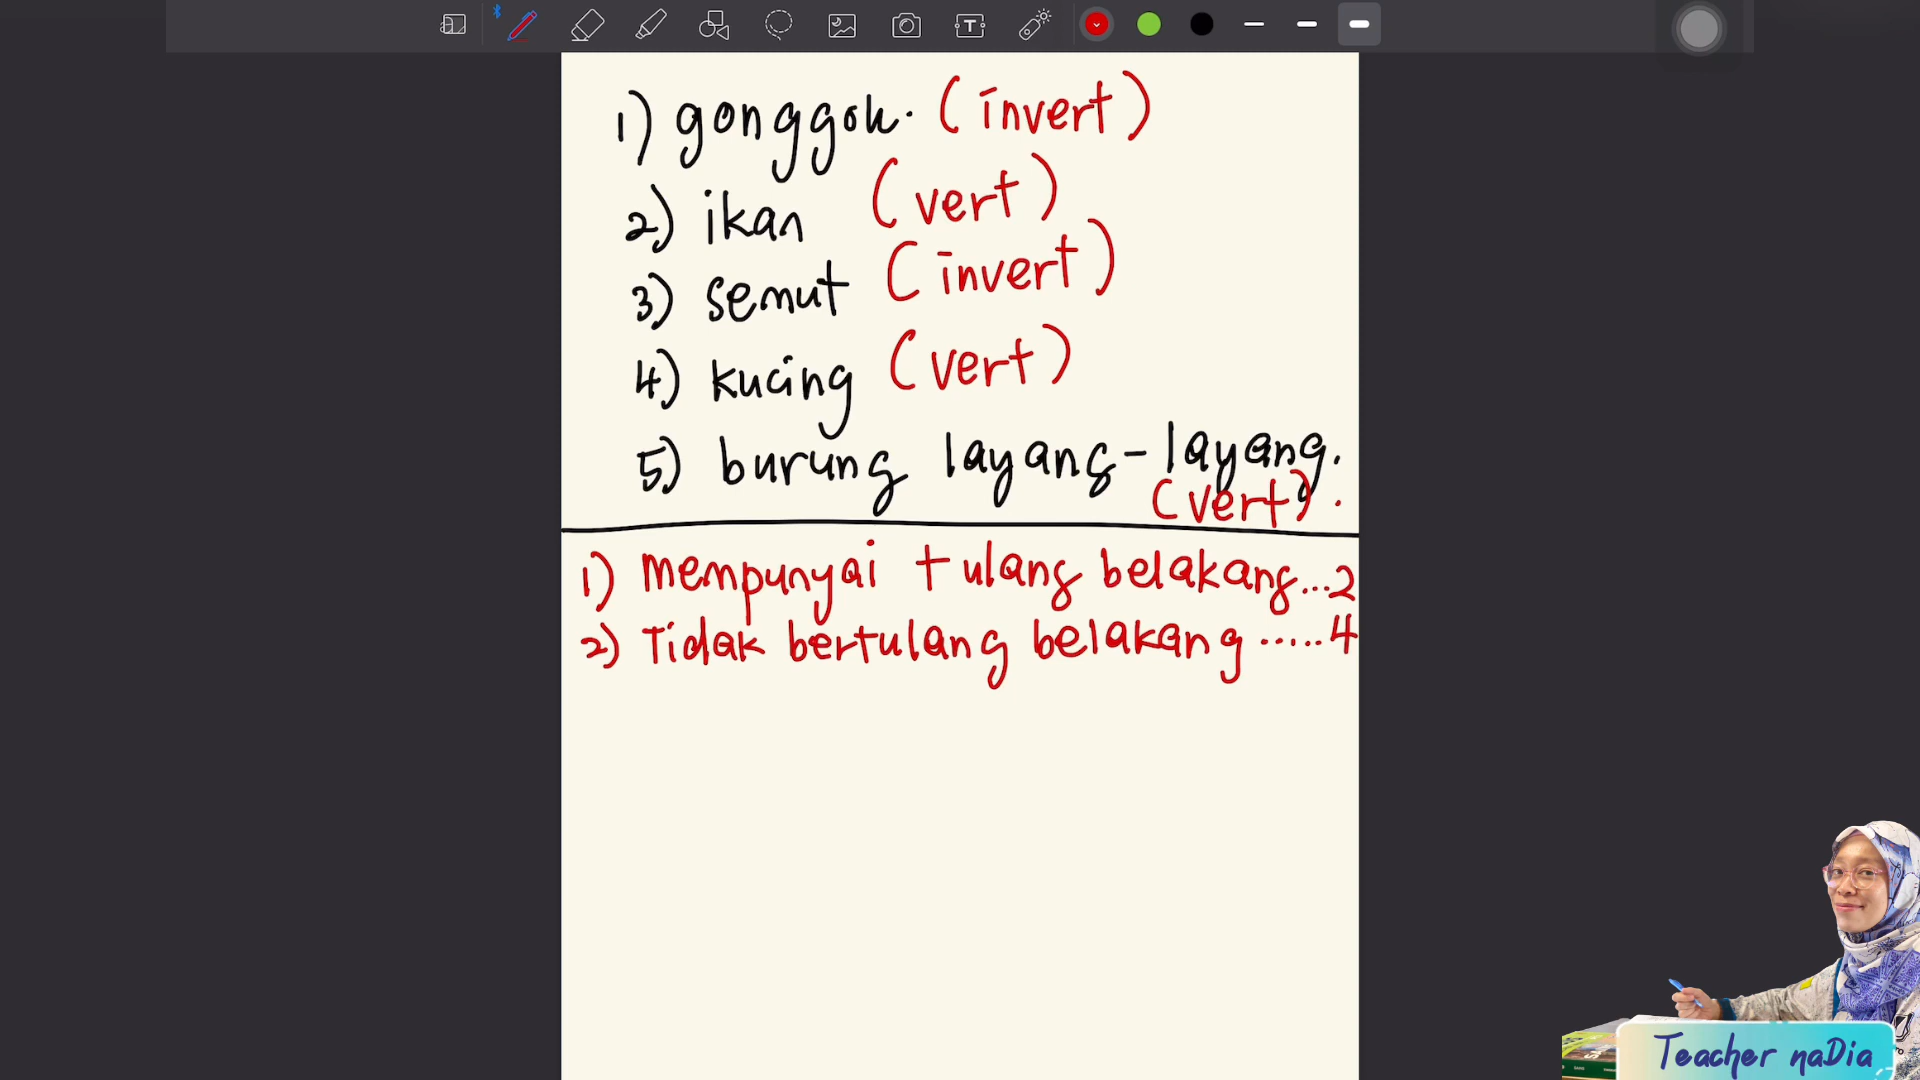 1) gonggok. (invert)
2) ikan (vert)
3) semut (invert)
4) kucing (vert)
5) burung layang-layang.
(vert).
1) mempunyai tulang belakang...2
2) Tidak bertulang belakang.....4
Teacher naDia